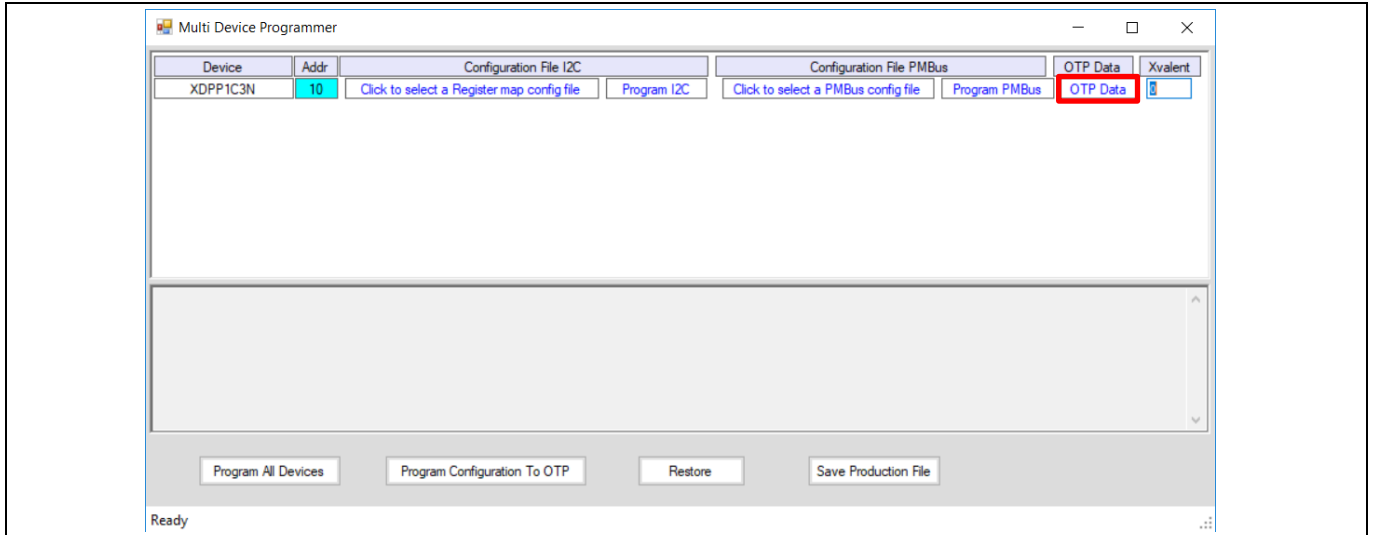 Multi Device Programmer
Device Addr Configuration File I2C Configuration File PMBus OTP Data Xvalent
XDPP1C3N 10 Click to select a Register map config file Program I2C Click to select a PMBus config file Program PMBus OTP Data 0
Program All Devices Program Configuration To OTP Restore Save Production File
Ready